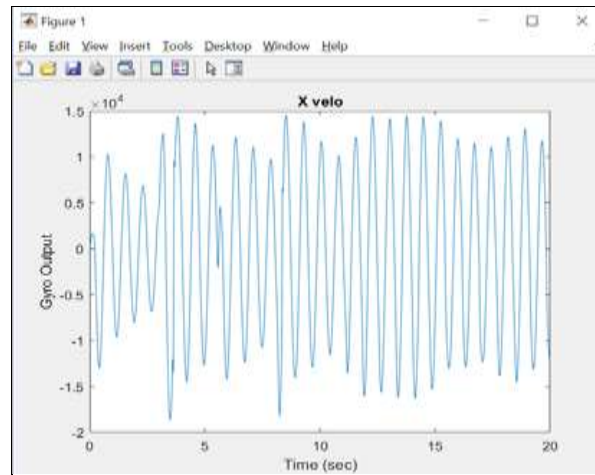 Figure 1
File Edit View Insert Tools Desktop Window Help
×10^4
X velo
1.5
1
0.5
0
-0.5
-1
-1.5
-2
Gyro Output
0 5 10 15 20
Time (sec)